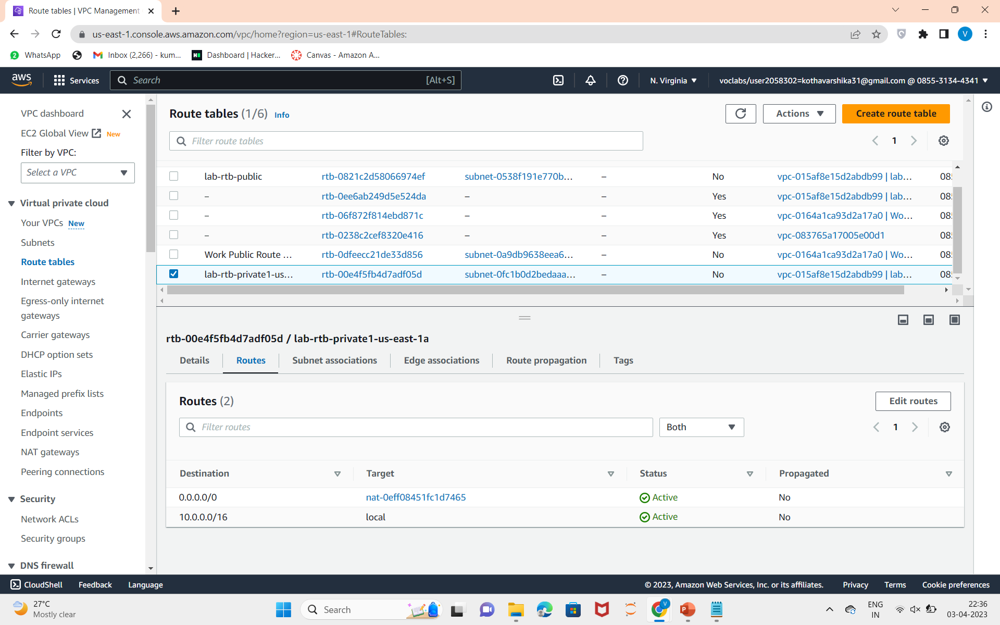 Route tables | VPC Management
us-east-1.console.aws.amazon.com/vpc/home?region=us-east-1#RouteTables:
V
2 WhatsApp Inbox (2,266) - kum... Dashboard | Hacker... Canvas - Amazon A...
aws Services Search [Alt+S] N. Virginia voclabs/user2058302=kothavarshika31@gmail.com @ 0855-3134-4341
VPC dashboard
EC2 Global View New
Filter by VPC:
Select a VPC
Virtual private cloud
Your VPCs New
Subnets
Route tables
Internet gateways
Egress-only internet
gateways
Carrier gateways
DHCP option sets
Elastic IPs
Managed prefix lists
Endpoints
Endpoint services
NAT gateways
Peering connections
Security
Network ACLs
Security groups
DNS firewall
Route tables (1/6) Info
Actions
Create route table
Filter route tables
1
lab-rtb-public rtb-0821c2d58066974ef subnet-0538f191e770b... – No vpc-015af8e15d2abdb99 | lab... 08
– rtb-0ee6ab249d5e524da – – Yes vpc-015af8e15d2abdb99 | lab... 08
– rtb-06f872f814ebd871c – – Yes vpc-0164a1ca93d2a17a0 | Wo... 08
– rtb-0238c2cef8320e416 – – Yes vpc-083765a17005e00d1 08
Work Public Route ... rtb-0dfeecc21de33d856 subnet-0a9db9638eea6... – No vpc-0164a1ca93d2a17a0 | Wo... 08
lab-rtb-private1-us... rtb-00e4f5fb4d7adf05d subnet-0fc1b0d2bedaaa... – No vpc-015af8e15d2abdb99 | lab... 08
rtb-00e4f5fb4d7adf05d / lab-rtb-private1-us-east-1a
Details Routes Subnet associations Edge associations Route propagation Tags
Routes (2)
Edit routes
Filter routes
Both
1
Destination Target Status Propagated
0.0.0.0/0 nat-0eff08451fc1d7465 Active No
10.0.0.0/16 local Active No
CloudShell Feedback Language © 2023, Amazon Web Services, Inc. or its affiliates. Privacy Terms Cookie preferences
27°C
Mostly clear
Search
ENG
IN
22:36
03-04-2023